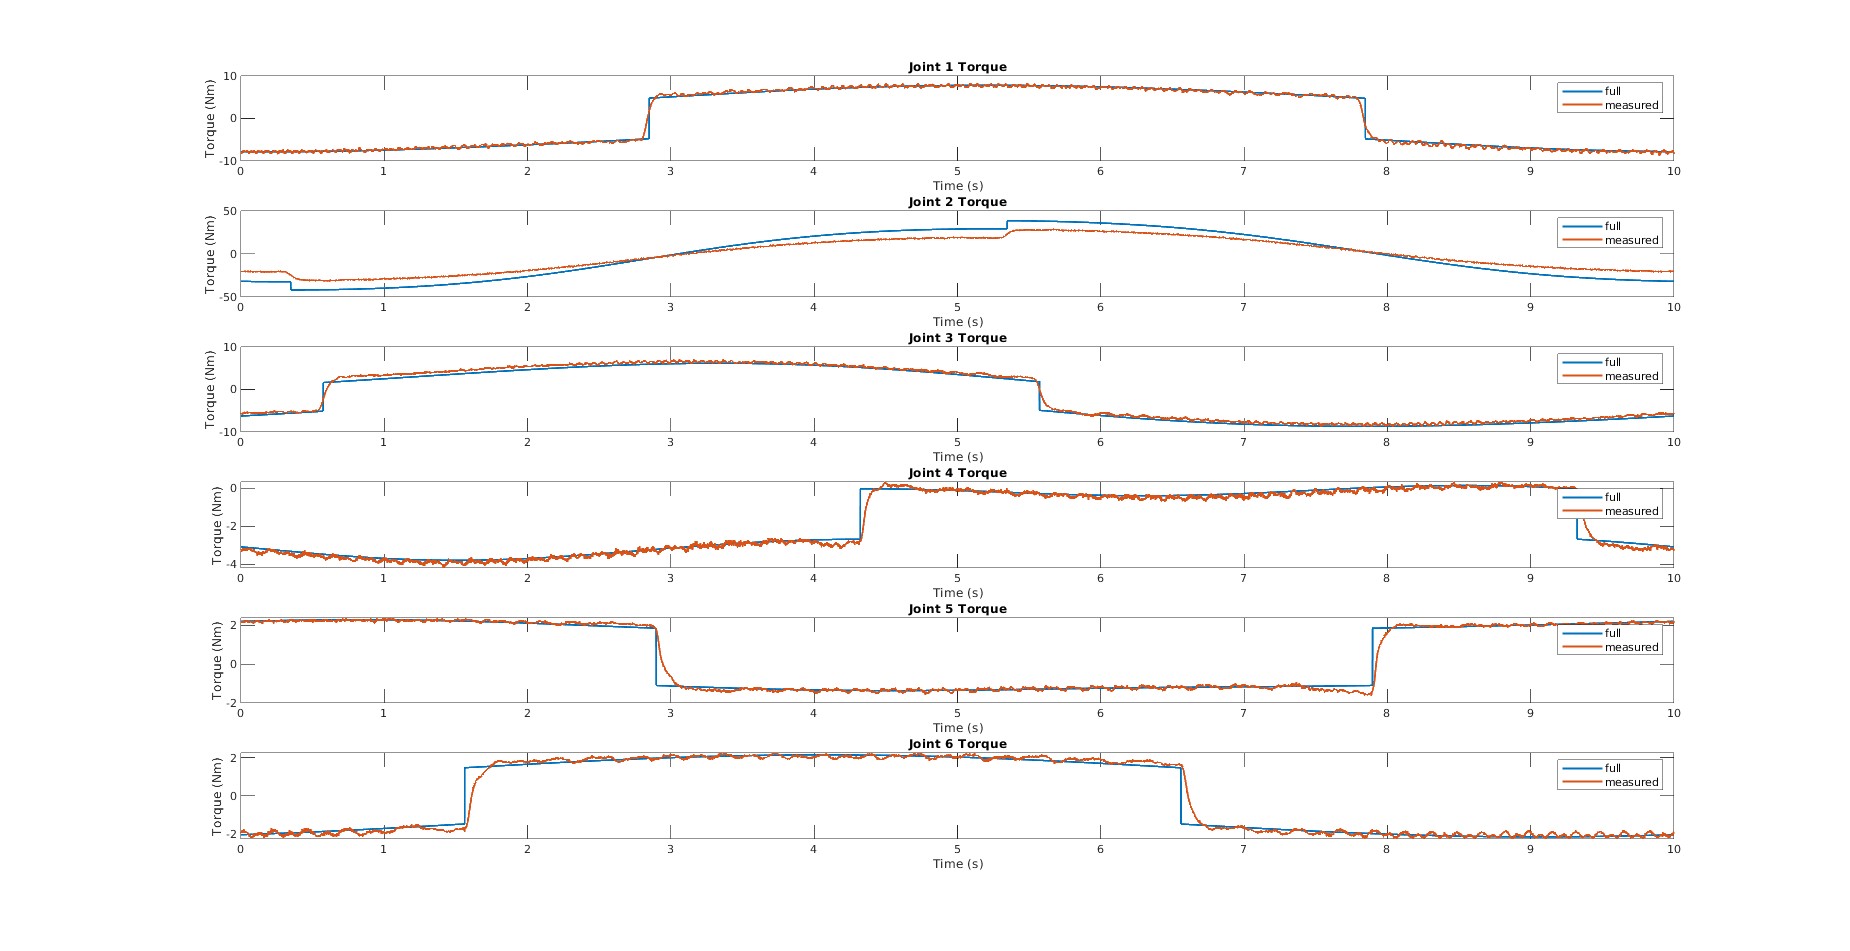 Joint 1 Torque
Torque (Nm)
10
0
-10
full
measured
0 1 2 3 4 5 6 7 8 9 10
Time (s)
Joint 2 Torque
Torque (Nm)
50
0
-50
full
measured
0 1 2 3 4 5 6 7 8 9 10
Time (s)
Joint 3 Torque
Torque (Nm)
10
0
-10
full
measured
0 1 2 3 4 5 6 7 8 9 10
Time (s)
Joint 4 Torque
Torque (Nm)
0
-2
-4
full
measured
0 1 2 3 4 5 6 7 8 9 10
Time (s)
Joint 5 Torque
Torque (Nm)
2
0
-2
full
measured
0 1 2 3 4 5 6 7 8 9 10
Time (s)
Joint 6 Torque
Torque (Nm)
2
0
-2
full
measured
0 1 2 3 4 5 6 7 8 9 10
Time (s)